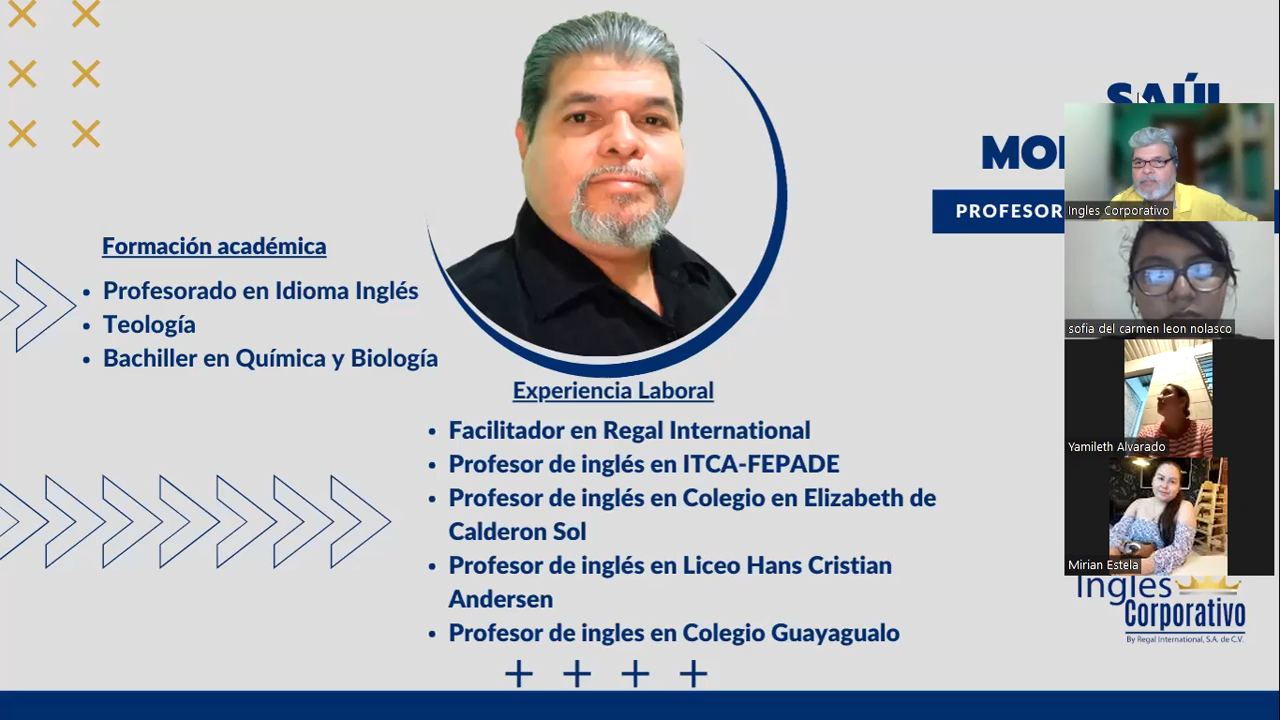 SAÚL
PROFESOR
Formación académica
• Profesorado en Idioma Inglés
• Teología
• Bachiller en Química y Biología
Experiencia Laboral
• Facilitador en Regal International
• Profesor de inglés en ITCA-FEPADE
• Profesor de inglés en Colegio en Elizabeth de
Calderon Sol
• Profesor de inglés en Liceo Hans Cristian
Andersen
• Profesor de ingles en Colegio Guayagualo
Ingles Corporativo
sofia del carmen leon nolasco
Yamileth Alvarado
Mirian Estela
Ingles
Corporativo
By Regal International, S.A. de C.V.